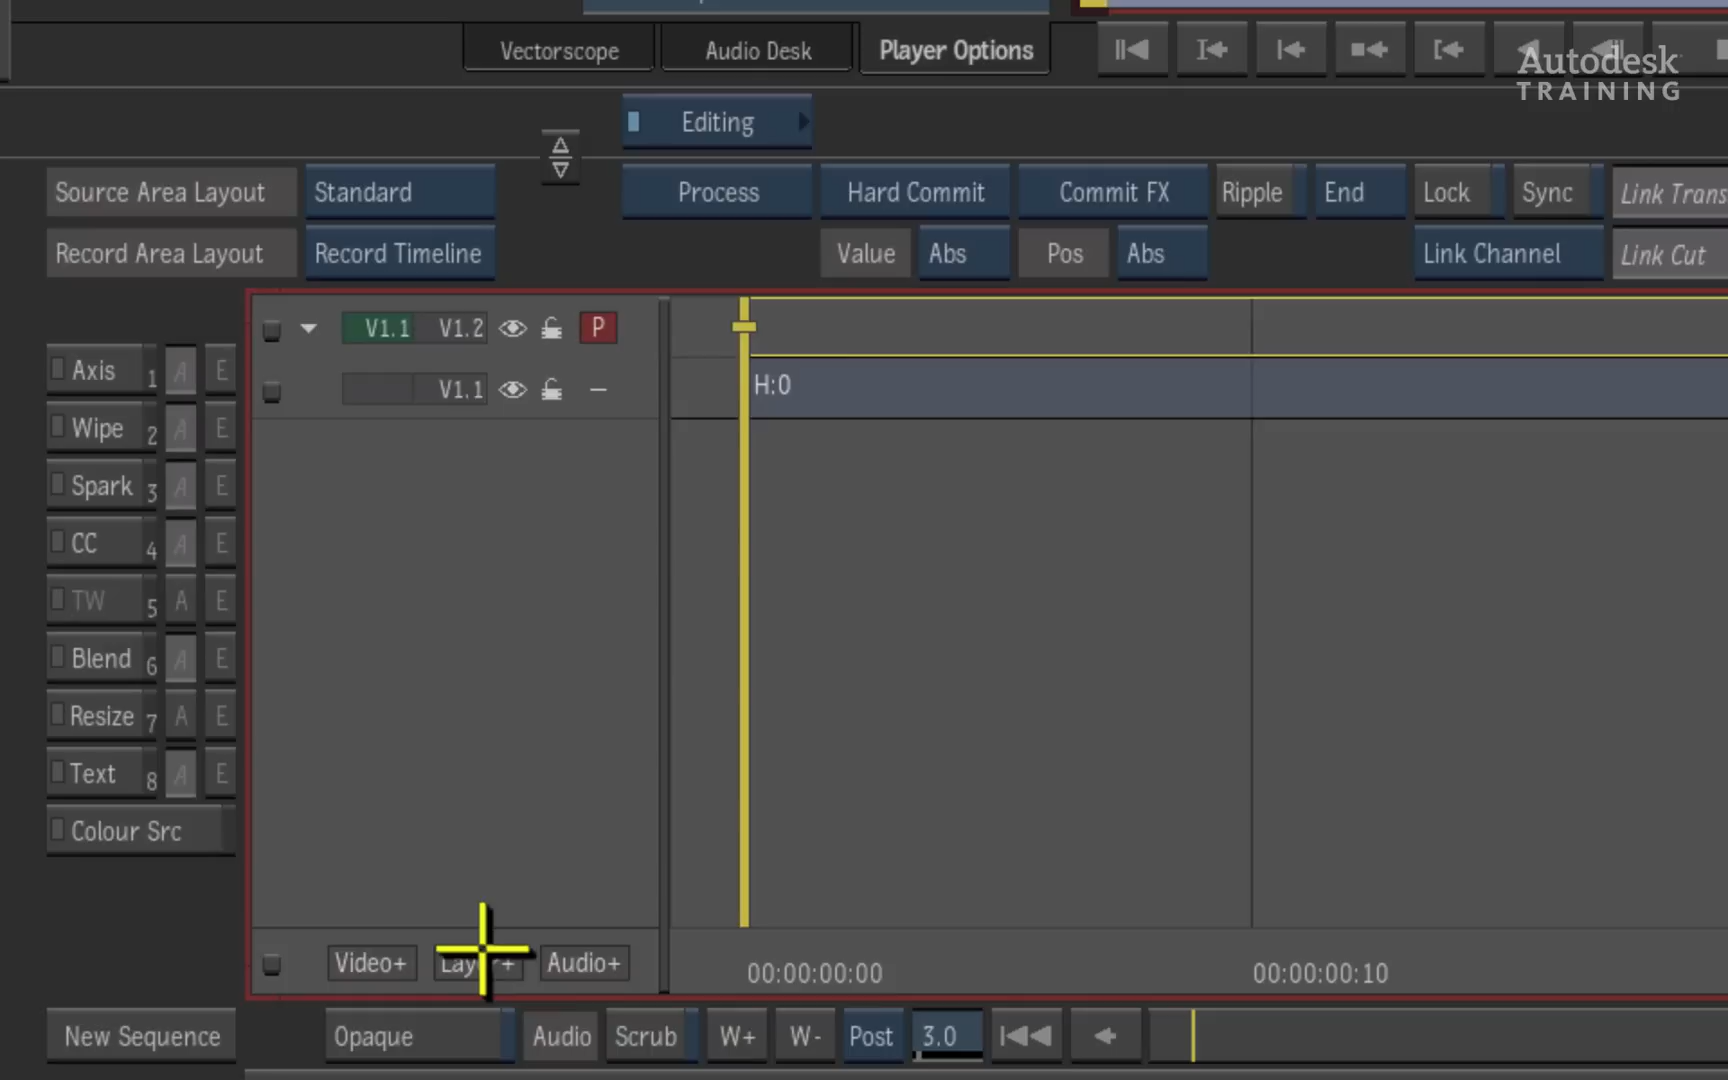 Vectorscope Audio Desk Player Options
Autodesk
TRAINING
Editing
Source Area Layout Standard Process Hard Commit Commit FX Ripple End Lock Sync Link Trans
Record Area Layout Record Timeline Value Abs Pos Abs Link Channel Link Cut
V1.1 V1.2 P
V1.1 H:0
Axis 1 A E
Wipe 2 A E
Spark 3 A E
CC 4 A E
TW 5 A E
Blend 6 A E
Resize 7 A E
Text 8 A E
Colour Src
Video+ Layer+ Audio+ 00:00:00:00 00:00:00:10
New Sequence Opaque Audio Scrub W+ W- Post 3.0